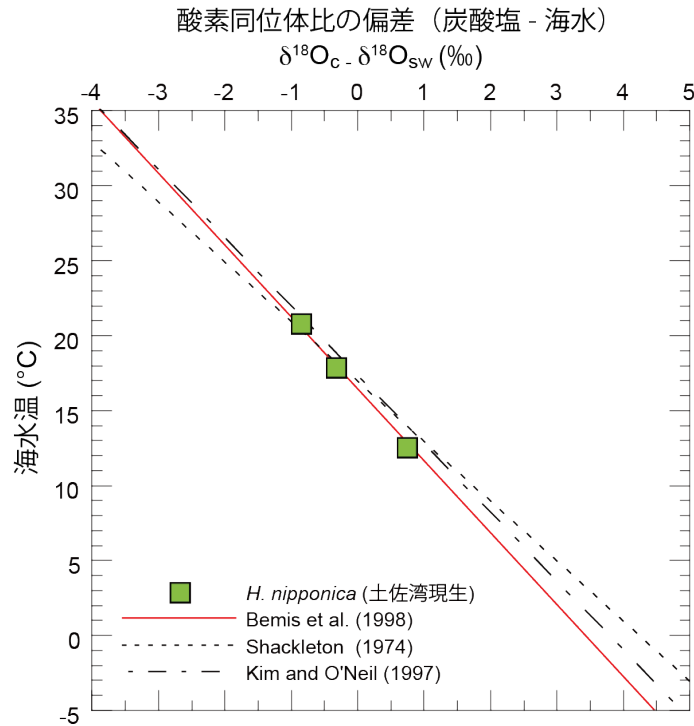 酸素同位体比の偏差（炭酸塩 - 海水）
δ¹⁸Oc - δ¹⁸Osw (‰)
-4 -3 -2 -1 0 1 2 3 4 5
35
30
25
20
15
10
5
0
-5
海水温 (°C)
H. nipponica (土佐湾現生)
Bemis et al. (1998)
Shackleton (1974)
Kim and O'Neil (1997)